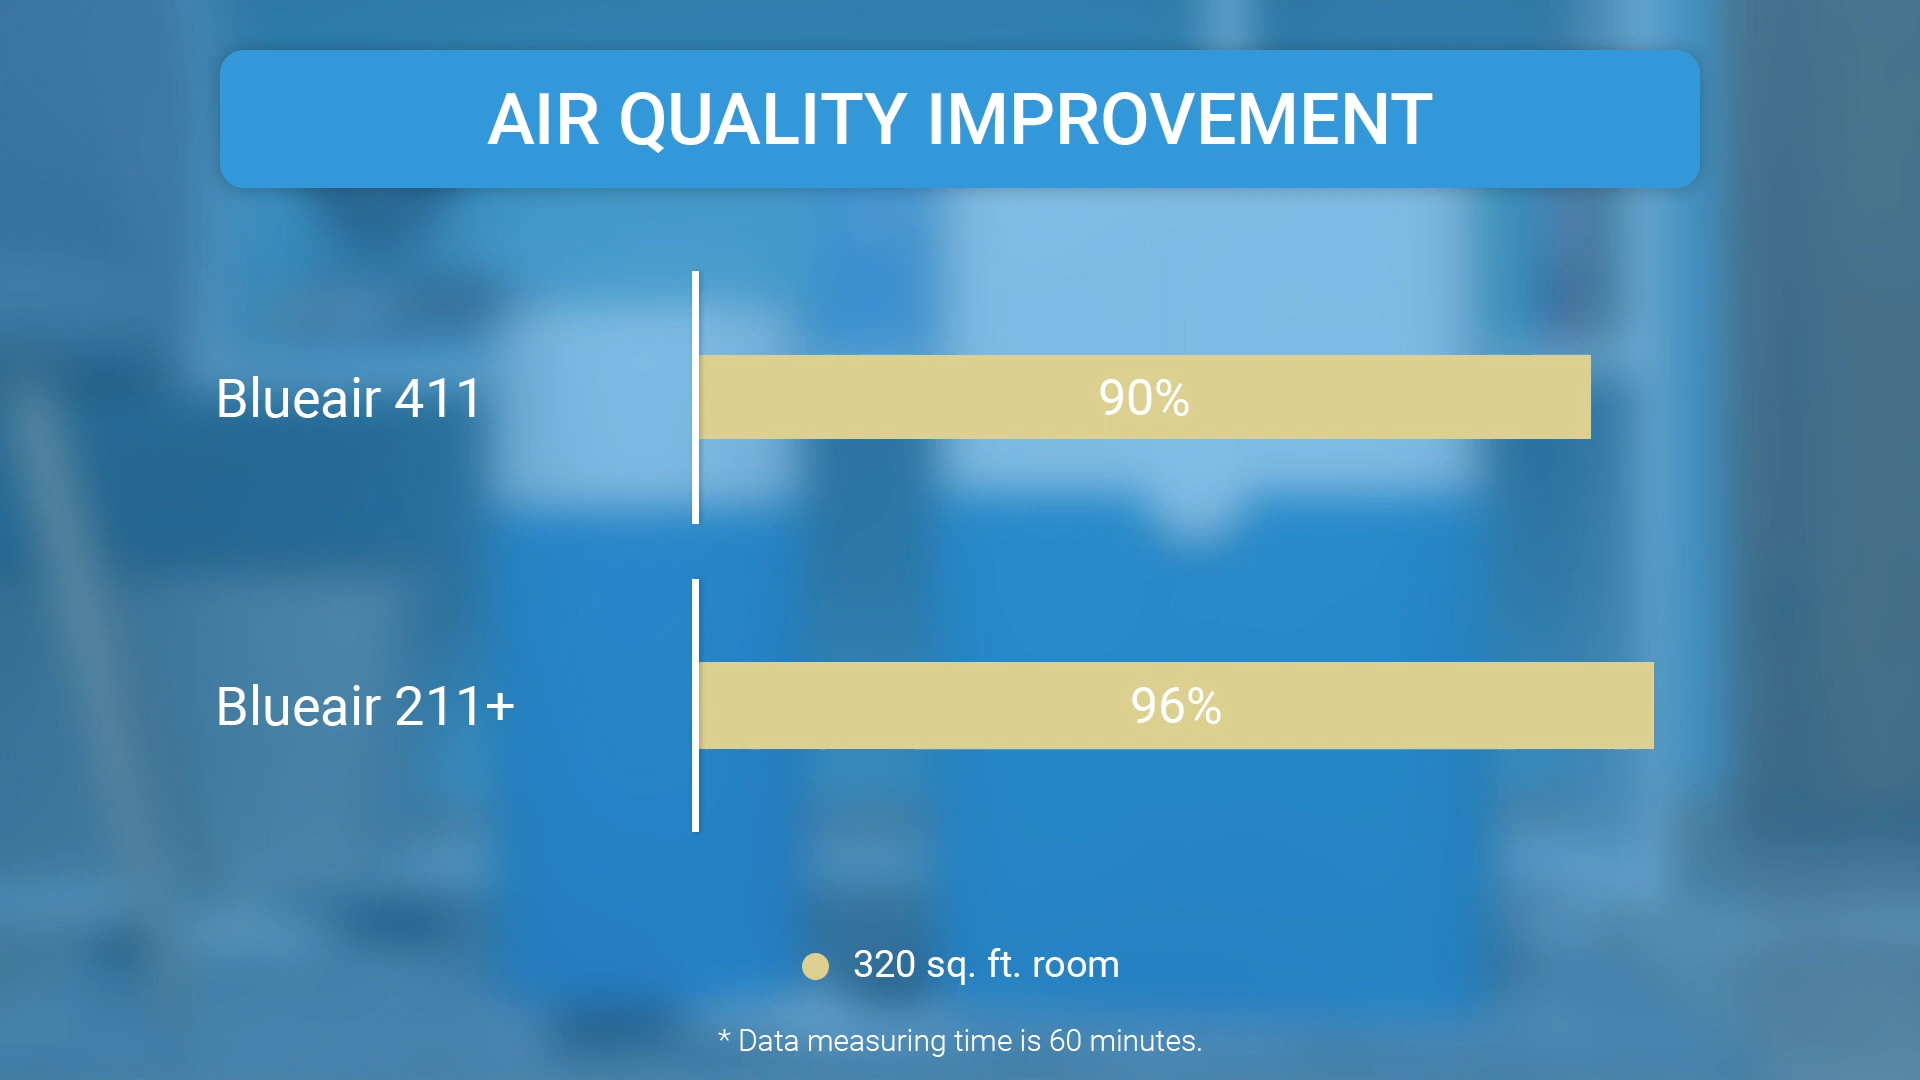 AIR QUALITY IMPROVEMENT
Blueair 411
90%
Blueair 211+
96%
320 sq. ft. room
* Data measuring time is 60 minutes.